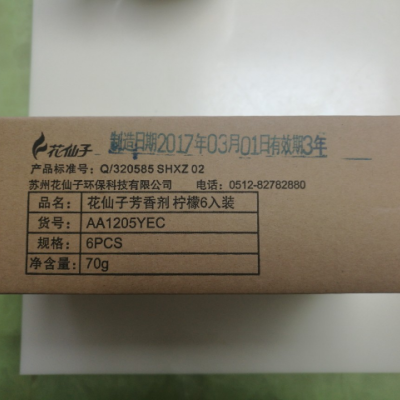 制造日期2017年03月01日有效期3年
花仙子
产品标准号：Q/320585 SHXZ 02
苏州花仙子环保科技有限公司 电话：0512-82782880
品名： 花仙子芳香剂 柠檬6入装
货号： AA1205YEC
规格： 6PCS
净含量： 70g